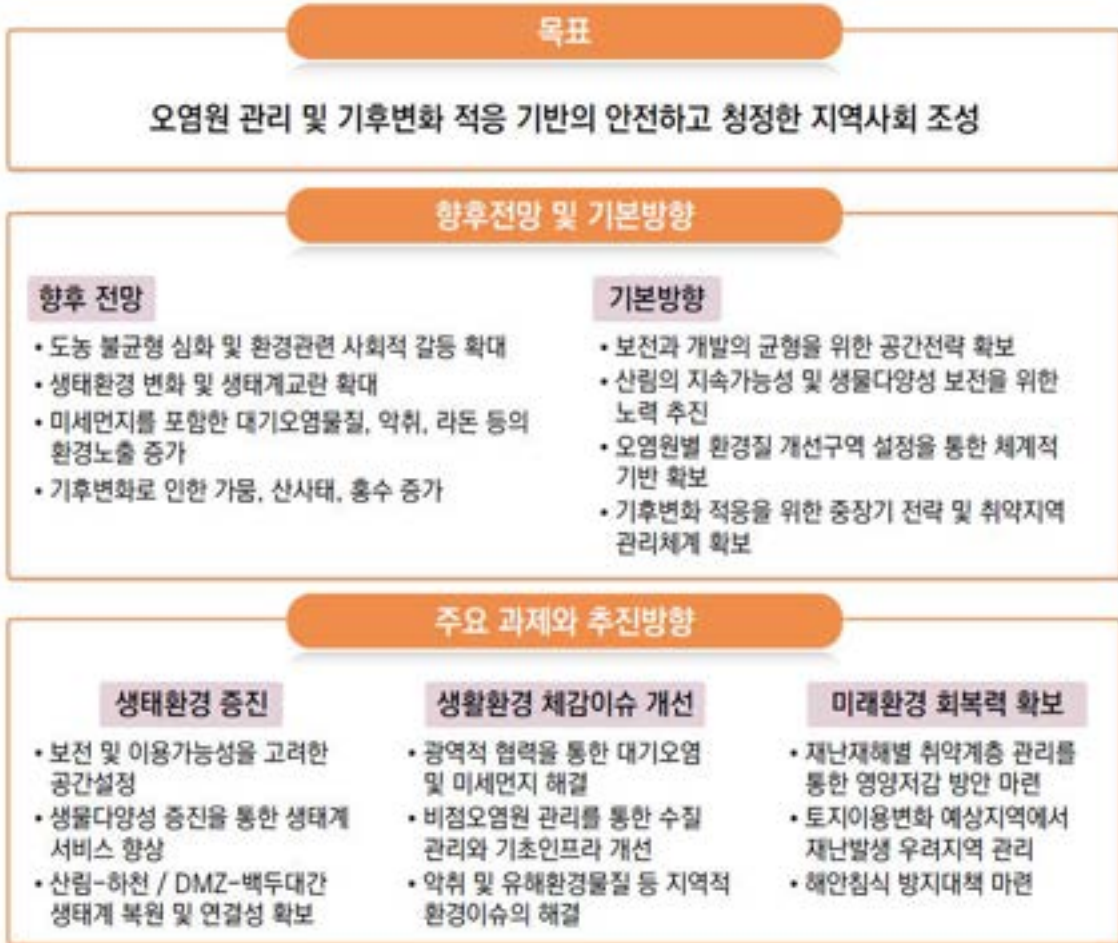 목표
오염원 관리 및 기후변화 적응 기반의 안전하고 청정한 지역사회 조성
향후전망 및 기본방향
향후 전망
• 도농 불균형 심화 및 환경관련 사회적 갈등 확대
• 생태환경 변화 및 생태계교란 확대
• 미세먼지를 포함한 대기오염물질, 악취, 라돈 등의
환경노출 증가
• 기후변화로 인한 가뭄, 산사태, 홍수 증가
기본방향
• 보전과 개발의 균형을 위한 공간전략 확보
• 산림의 지속가능성 및 생물다양성 보전을 위한
노력 추진
• 오염원별 환경질 개선구역 설정을 통한 체계적
기반 확보
• 기후변화 적응을 위한 중장기 전략 및 취약지역
관리체계 확보
주요 과제와 추진방향
생태환경 증진
• 보전 및 이용가능성을 고려한
공간설정
• 생물다양성 증진을 통한 생태계
서비스 향상
• 산림-하천 / DMZ-백두대간
생태계 복원 및 연결성 확보
생활환경 체감이슈 개선
• 광역적 협력을 통한 대기오염
및 미세먼지 해결
• 비점오염원 관리를 통한 수질
관리와 기초인프라 개선
• 악취 및 유해환경물질 등 지역적
환경이슈의 해결
미래환경 회복력 확보
• 재난재해별 취약계층 관리를
통한 영양저감 방안 마련
• 토지이용변화 예상지역에서
재난발생 우려지역 관리
• 해안침식 방지대책 마련